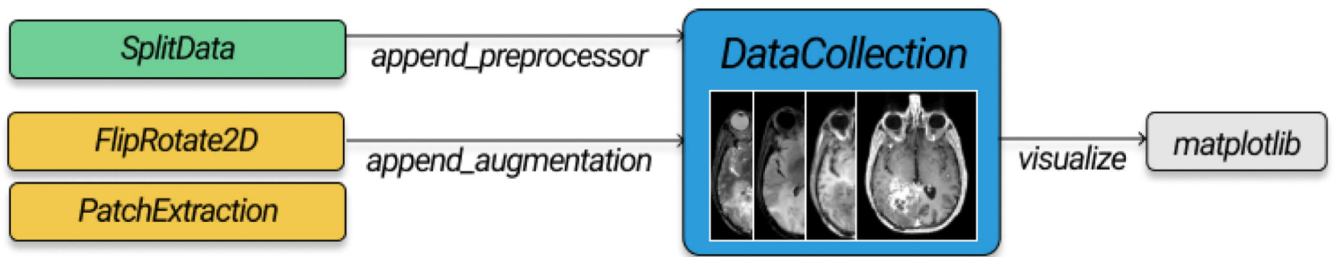 SplitData
append_preprocessor
DataCollection
FlipRotate2D
append_augmentation
PatchExtraction
visualize
matplotlib